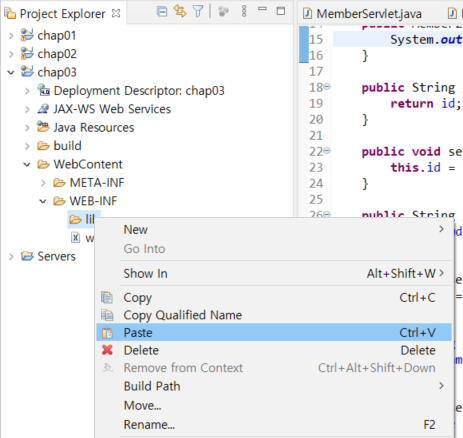 Project Explorer
chap01
chap02
chap03
Deployment Descriptor: chap03
JAX-WS Web Services
Java Resources
build
WebContent
META-INF
WEB-INF
lib
Servers
New
Go Into
Show In Alt+Shift+W
Copy Ctrl+C
Copy Qualified Name
Paste Ctrl+V
Delete Delete
Remove from Context Ctrl+Alt+Shift+Down
Build Path
Move...
Rename... F2
MemberServlet.java
15 System.out
16 }
17
18 public String
19 return id;
20 }
21
22 public void se
23 this.id =
24 }
25
26 public String